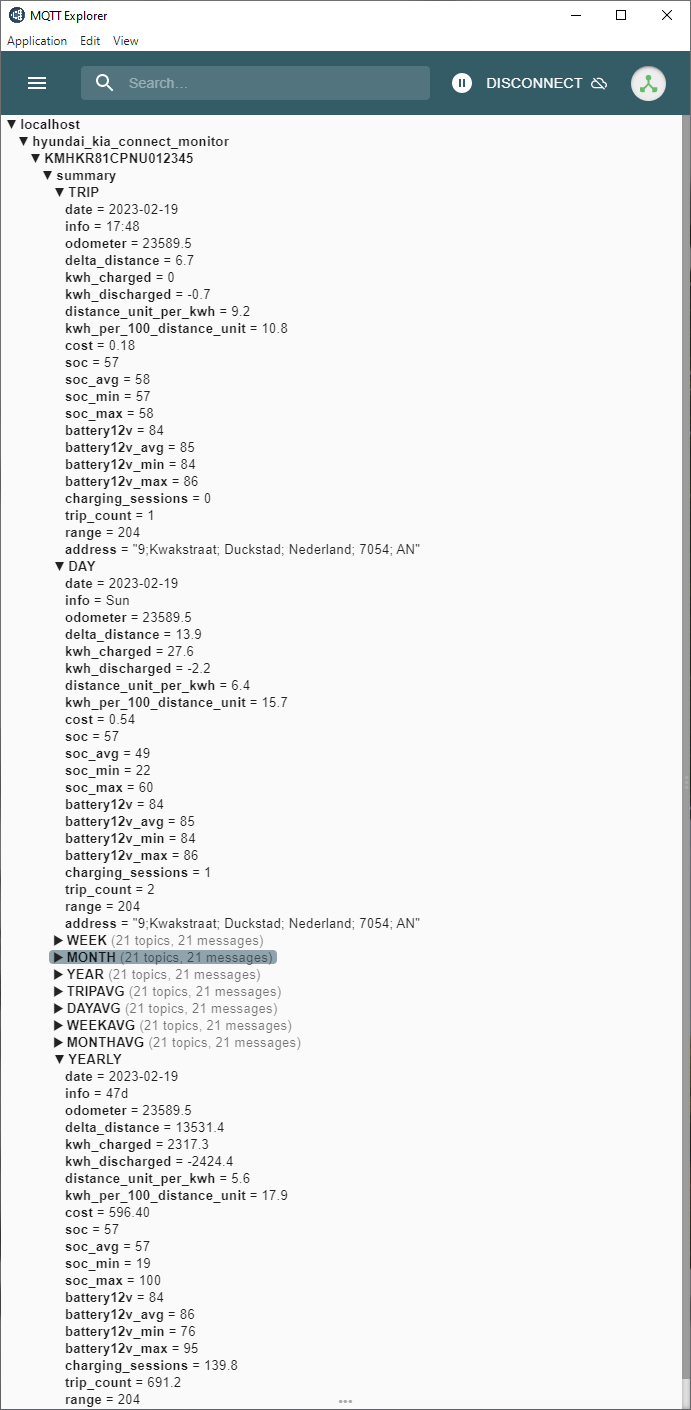 MQTT Explorer
Application Edit View
Search...
DISCONNECT
▼ localhost
▼ hyundai_kia_connect_monitor
▼ KMHKR81CPNU012345
▼ summary
▼ TRIP
date = 2023-02-19
info = 17:48
odometer = 23589.5
delta_distance = 6.7
kwh_charged = 0
kwh_discharged = -0.7
distance_unit_per_kwh = 9.2
kwh_per_100_distance_unit = 10.8
cost = 0.18
soc = 57
soc_avg = 58
soc_min = 57
soc_max = 58
battery12v = 84
battery12v_avg = 85
battery12v_min = 84
battery12v_max = 86
charging_sessions = 0
trip_count = 1
range = 204
address = "9;Kwakstraat; Duckstad; Nederland; 7054; AN"
▼ DAY
date = 2023-02-19
info = Sun
odometer = 23589.5
delta_distance = 13.9
kwh_charged = 27.6
kwh_discharged = -2.2
distance_unit_per_kwh = 6.4
kwh_per_100_distance_unit = 15.7
cost = 0.54
soc = 57
soc_avg = 49
soc_min = 22
soc_max = 60
battery12v = 84
battery12v_avg = 85
battery12v_min = 84
battery12v_max = 86
charging_sessions = 1
trip_count = 2
range = 204
address = "9;Kwakstraat; Duckstad; Nederland; 7054; AN"
▶ WEEK (21 topics, 21 messages)
▶ MONTH (21 topics, 21 messages)
▶ YEAR (21 topics, 21 messages)
▶ TRIPAVG (21 topics, 21 messages)
▶ DAYAVG (21 topics, 21 messages)
▶ WEEKAVG (21 topics, 21 messages)
▶ MONTHAVG (21 topics, 21 messages)
▼ YEARLY
date = 2023-02-19
info = 47d
odometer = 23589.5
delta_distance = 13531.4
kwh_charged = 2317.3
kwh_discharged = -2424.4
distance_unit_per_kwh = 5.6
kwh_per_100_distance_unit = 17.9
cost = 596.40
soc = 57
soc_avg = 57
soc_min = 19
soc_max = 100
battery12v = 84
battery12v_avg = 86
battery12v_min = 76
battery12v_max = 95
charging_sessions = 139.8
trip_count = 691.2
range = 204